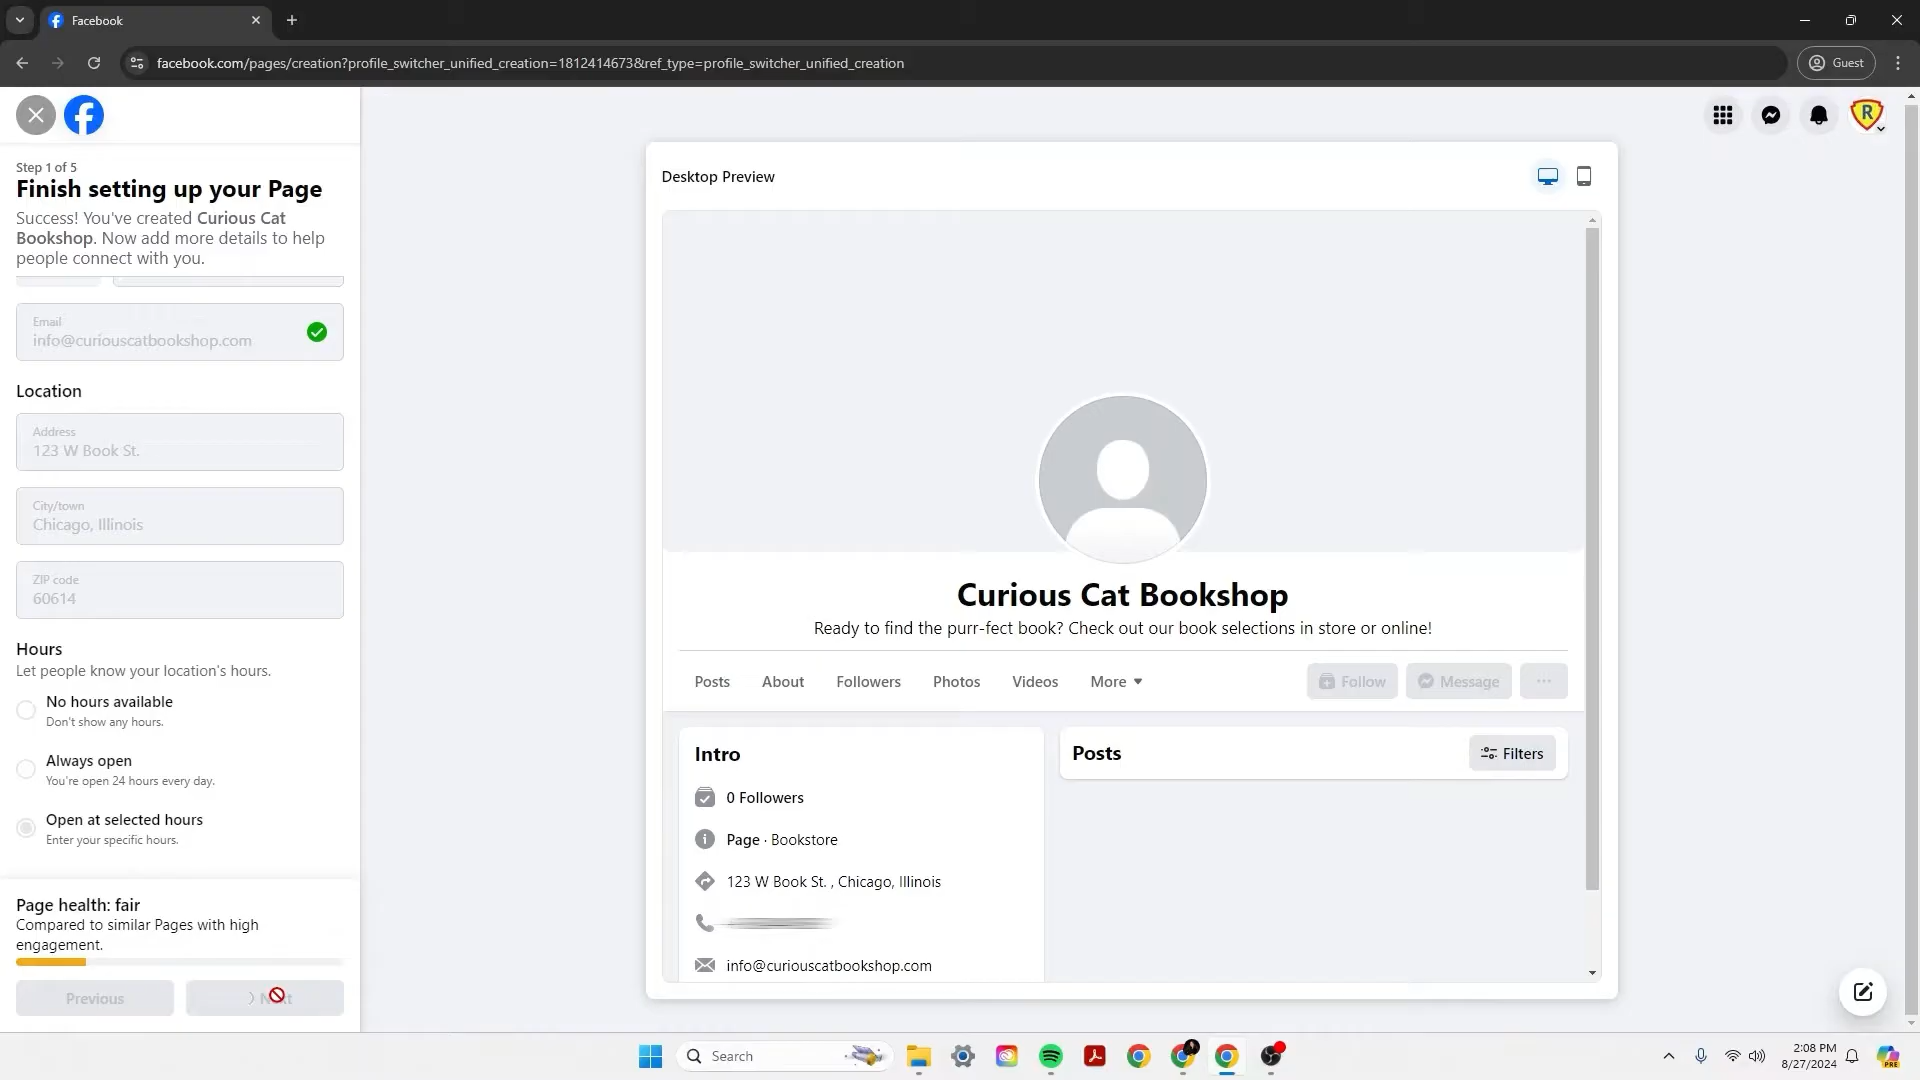 Facebook
facebook.com/pages/creation?profile_switcher_unified_creation=1812414673&ref_type=profile_switcher_unified_creation
Guest
Step 1 of 5
Finish setting up your Page
Success! You've created Curious Cat
Bookshop. Now add more details to help
people connect with you.
Email
info@curiouscatbookshop.com
Location
Address
123 W Book St.
City/town
Chicago, Illinois
ZIP code
60614
Hours
Let people know your location's hours.
No hours available
Don't show any hours.
Always open
You're open 24 hours every day.
Open at selected hours
Enter your specific hours.
Page health: fair
Compared to similar Pages with high
engagement.
Previous
Desktop Preview
R
Curious Cat Bookshop
Ready to find the purr-fect book? Check out our book selections in store or online!
Posts About Followers Photos Videos More
Follow Message
Intro
0 Followers
Page · Bookstore
123 W Book St. , Chicago, Illinois
info@curiouscatbookshop.com
Posts
Filters
Search
2:08 PM
8/27/2024
PRE